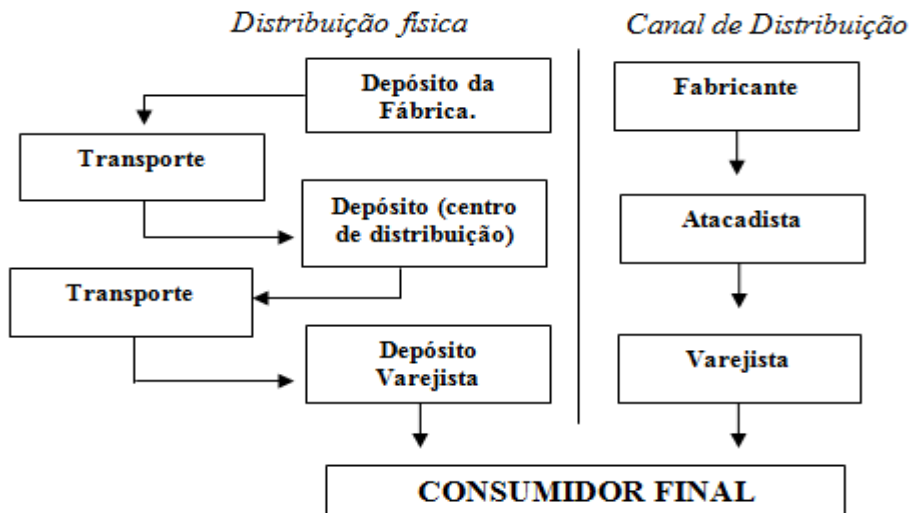 Distribuição física
Canal de Distribuição
Depósito da
Fábrica.
Fabricante
Transporte
Depósito (centro
de distribuição)
Atacadista
Transporte
Depósito
Varejista
Varejista
CONSUMIDOR FINAL